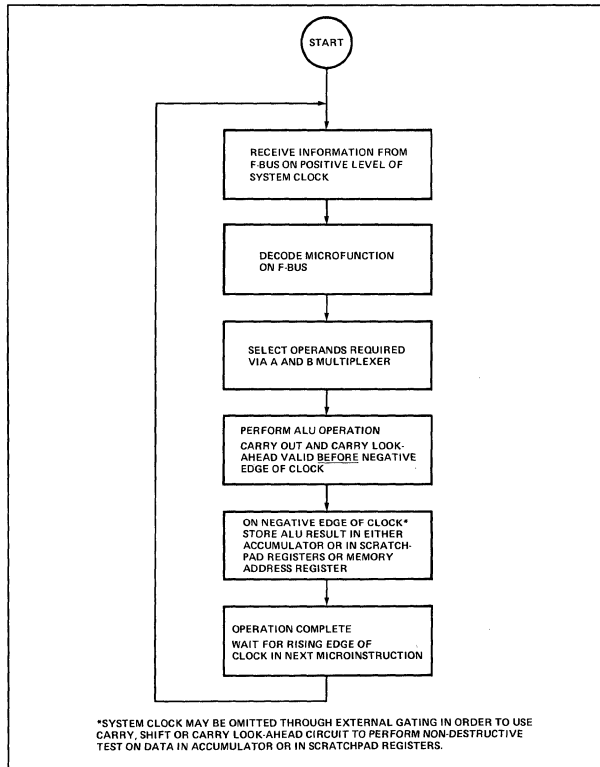 START
RECEIVE INFORMATION FROM
F-BUS ON POSITIVE LEVEL OF
SYSTEM CLOCK
DECODE MICROFUNCTION
ON F-BUS
SELECT OPERANDS REQUIRED
VIA A AND B MULTIPLEXER
PERFORM ALU OPERATION
CARRY OUT AND CARRY LOOK-
AHEAD VALID BEFORE NEGATIVE
EDGE OF CLOCK
ON NEGATIVE EDGE OF CLOCK*
STORE ALU RESULT IN EITHER
ACCUMULATOR OR IN SCRATCH-
PAD REGISTERS OR MEMORY
ADDRESS REGISTER
OPERATION COMPLETE
WAIT FOR RISING EDGE OF
CLOCK IN NEXT MICROINSTRUCTION
*SYSTEM CLOCK MAY BE OMITTED THROUGH EXTERNAL GATING IN ORDER TO USE
CARRY, SHIFT OR CARRY LOOK-AHEAD CIRCUIT TO PERFORM NON-DESTRUCTIVE
TEST ON DATA IN ACCUMULATOR OR IN SCRATCHPAD REGISTERS.